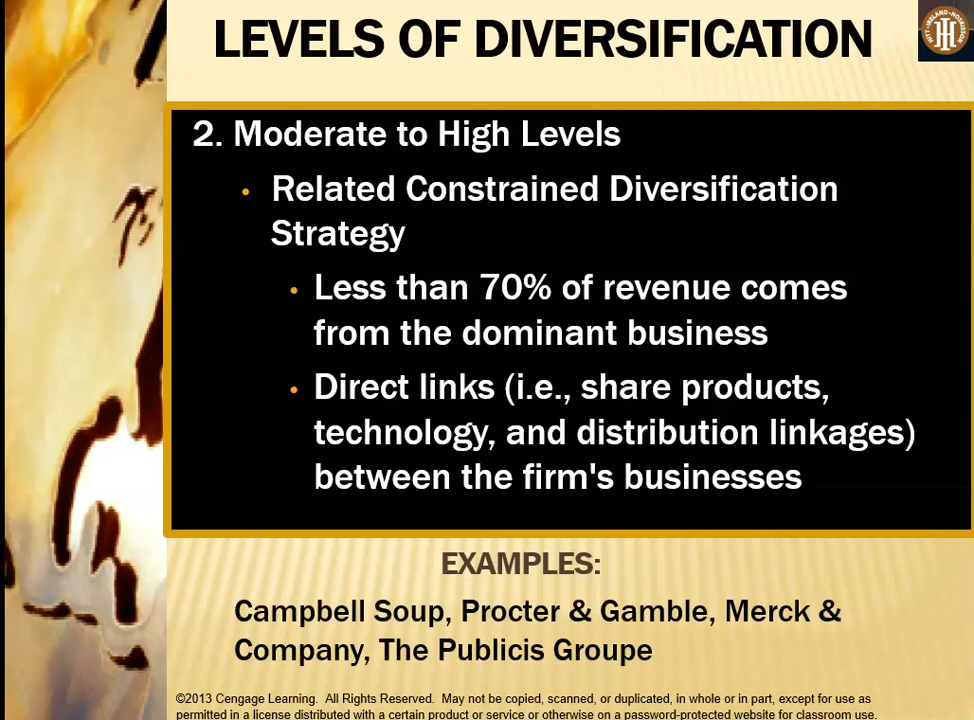 LEVELS OF DIVERSIFICATION
HITT·IRELAND·HOSKISSON
2. Moderate to High Levels
• Related Constrained Diversification
Strategy
• Less than 70% of revenue comes
from the dominant business
• Direct links (i.e., share products,
technology, and distribution linkages)
between the firm's businesses
EXAMPLES:
Campbell Soup, Procter & Gamble, Merck &
Company, The Publicis Groupe
©2013 Cengage Learning. All Rights Reserved. May not be copied, scanned, or duplicated, in whole or in part, except for use as
permitted in a license distributed with a certain product or service or otherwise on a password-protected website for classroom use.